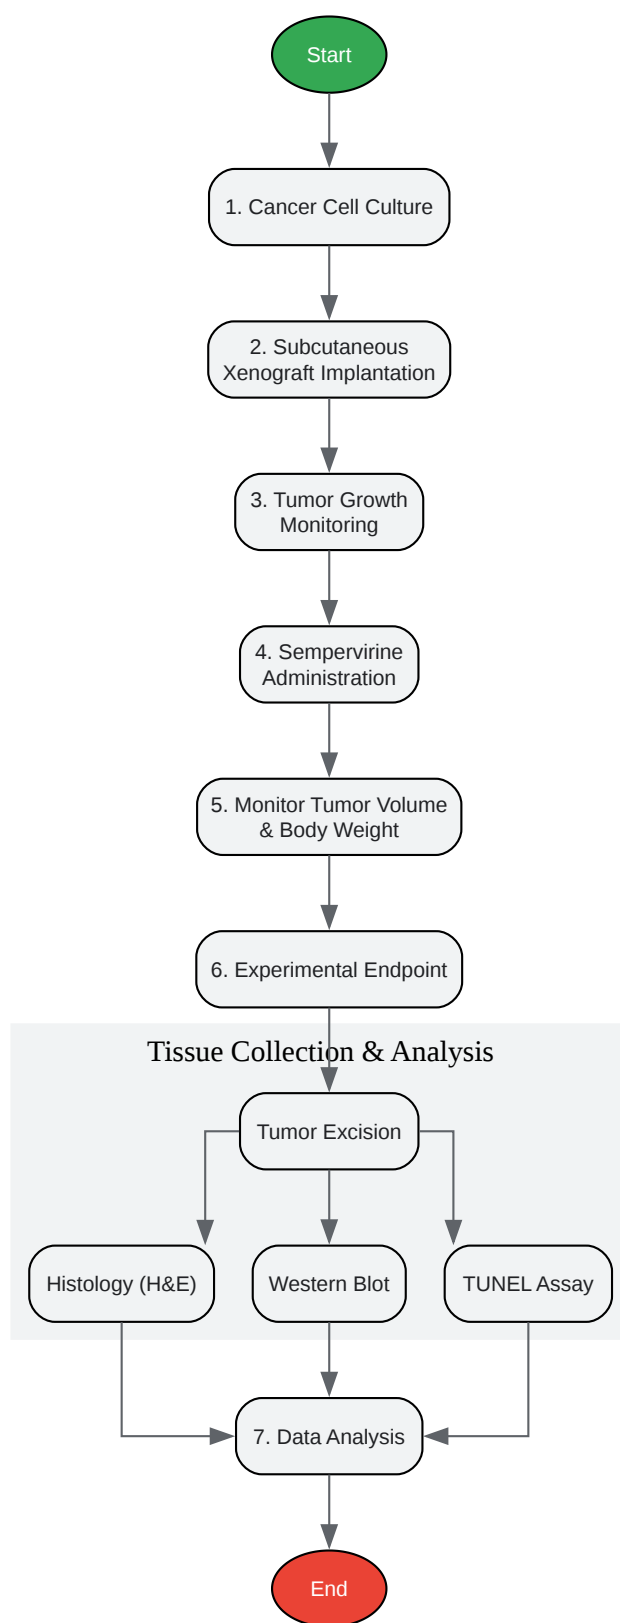 Start
1. Cancer Cell Culture
2. Subcutaneous
Xenograft Implantation
3. Tumor Growth
Monitoring
4. Sempervirine
Administration
5. Monitor Tumor Volume
& Body Weight
6. Experimental Endpoint
Tissue Collection & Analysis
Tumor Excision
Histology (H&E)
Western Blot
TUNEL Assay
7. Data Analysis
End